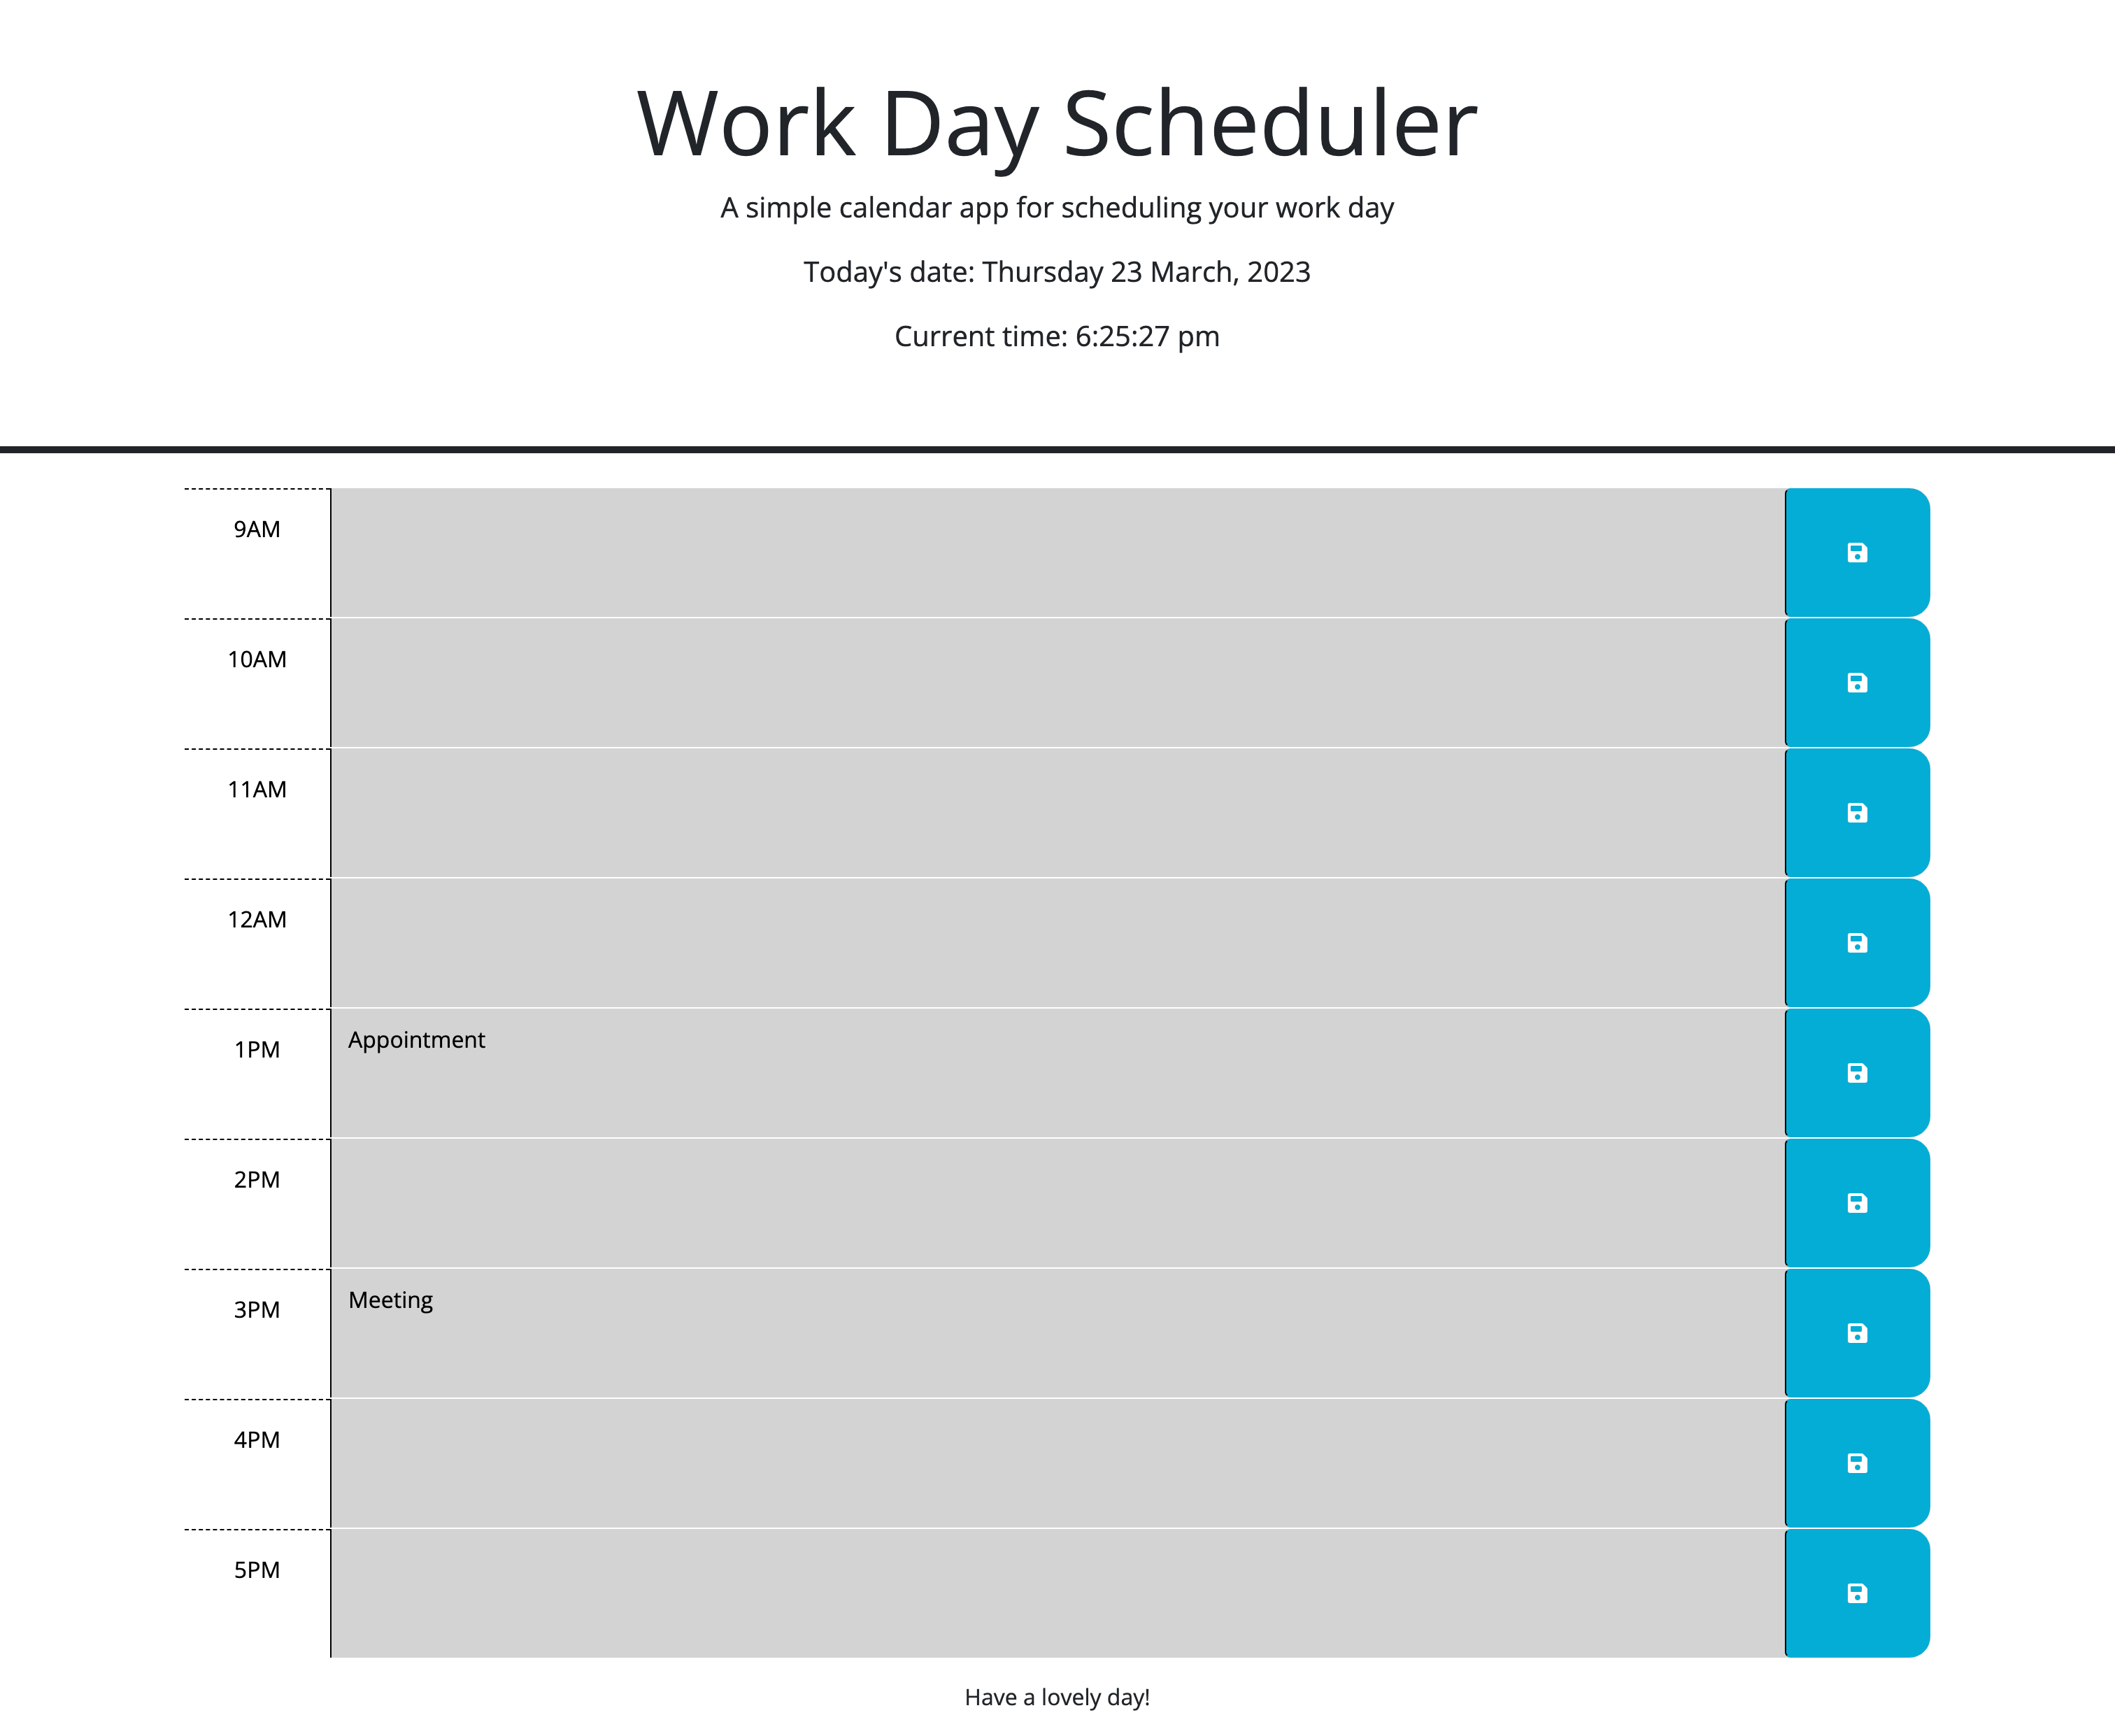 Work Day Scheduler
A simple calendar app for scheduling your work day
Today's date: Thursday 23 March, 2023
Current time: 6:25:27 pm
9AM
10AM
11AM
12AM
1PM
Appointment
2PM
3PM
Meeting
4PM
5PM
Have a lovely day!